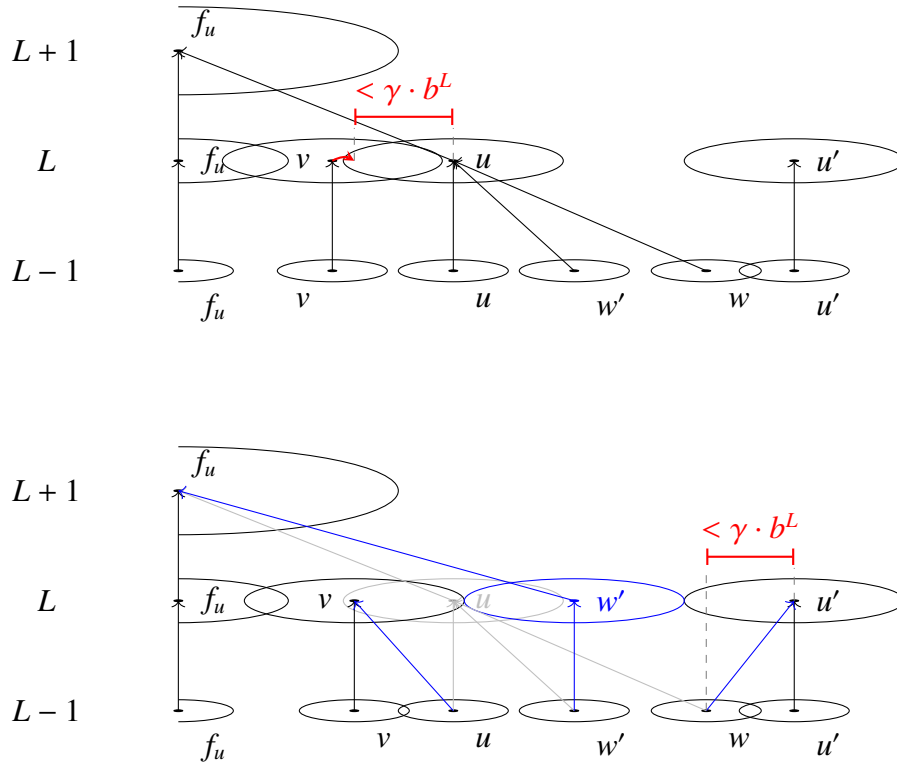 f_u
L + 1
< γ · b^L
L f_u v u u′
L − 1
f_u v u w′ w u′
f_u
L + 1
< γ · b^L
L f_u v u w′ u′
L − 1
f_u v u w′ w u′